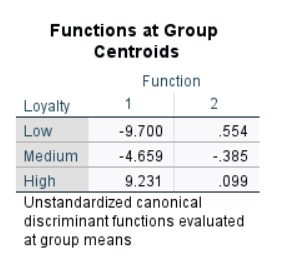 Functions at Group
Centroids
Function
Loyalty 1 2
Low -9.700 .554
Medium -4.659 -.385
High 9.231 .099
Unstandardized canonical
discriminant functions evaluated
at group means